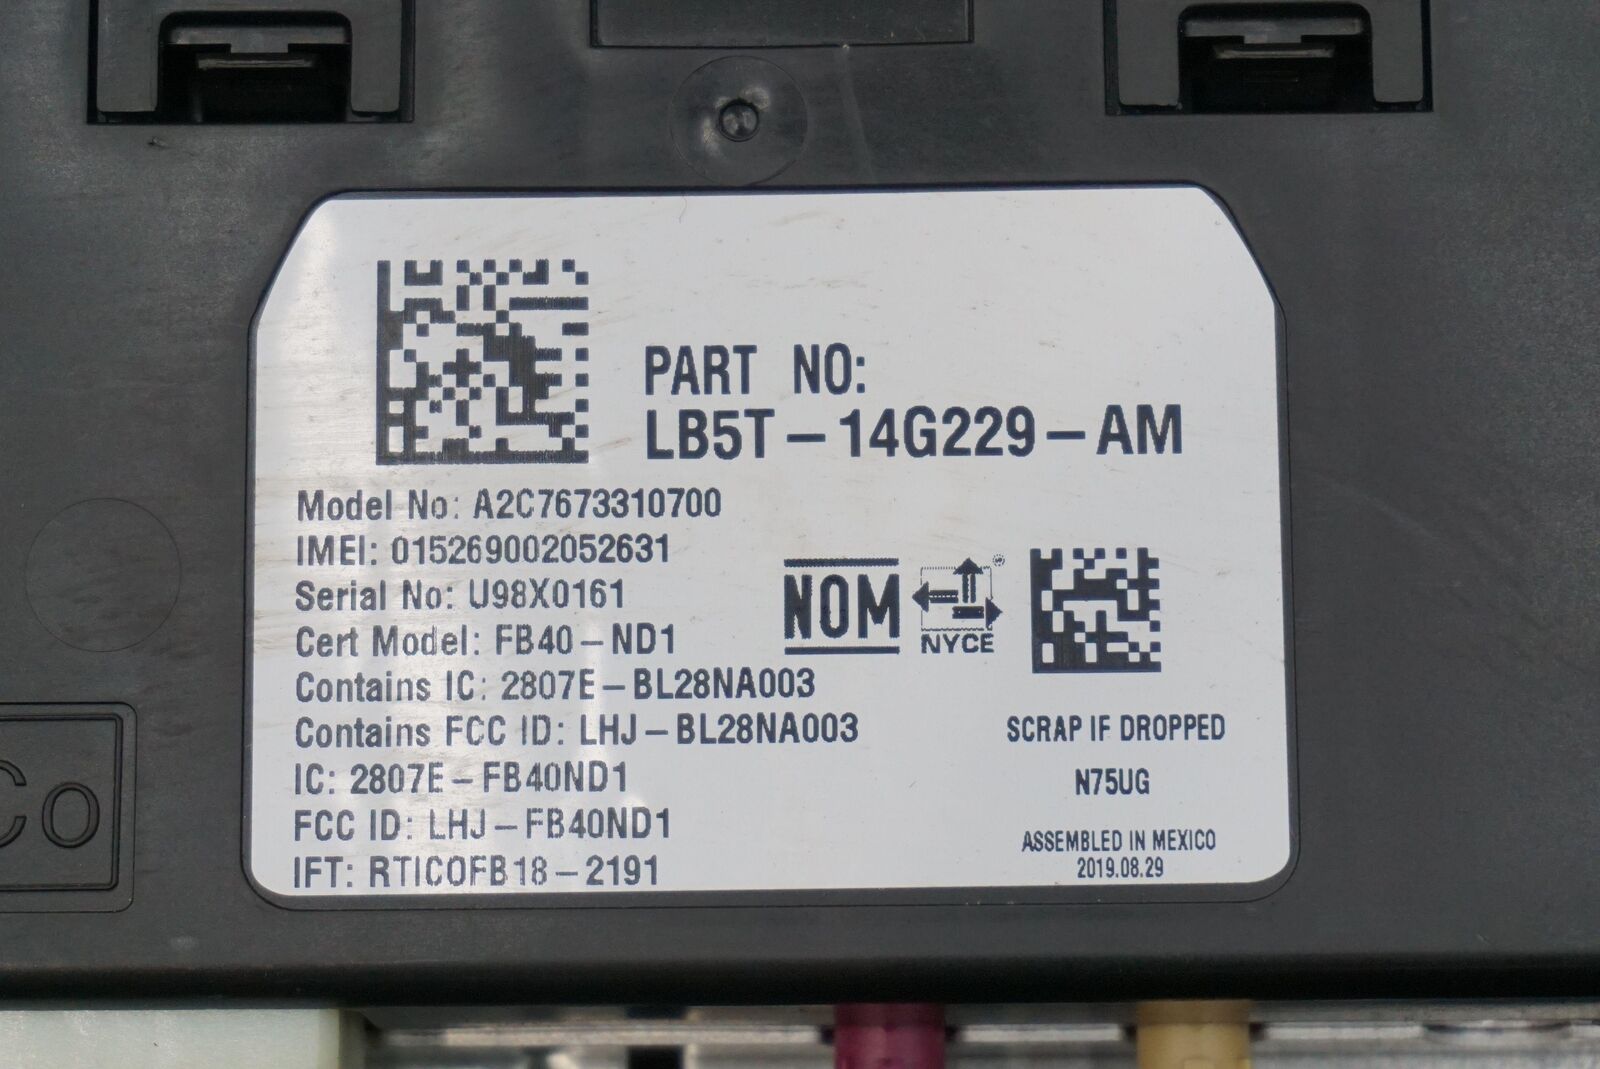 PART NO:
LB5T-14G229-AM
Model No: A2C7673310700
IMEI: 015269002052631
Serial No: U98X0161
Cert Model: FB40-ND1
Contains IC: 2807E-BL28NA003
Contains FCC ID: LHJ-BL28NA003
IC: 2807E-FB40ND1
FCC ID: LHJ-FB40ND1
IFT: RTICOFB18-2191
NOM
NYCE
SCRAP IF DROPPED
N75UG
ASSEMBLED IN MEXICO
2019.08.29